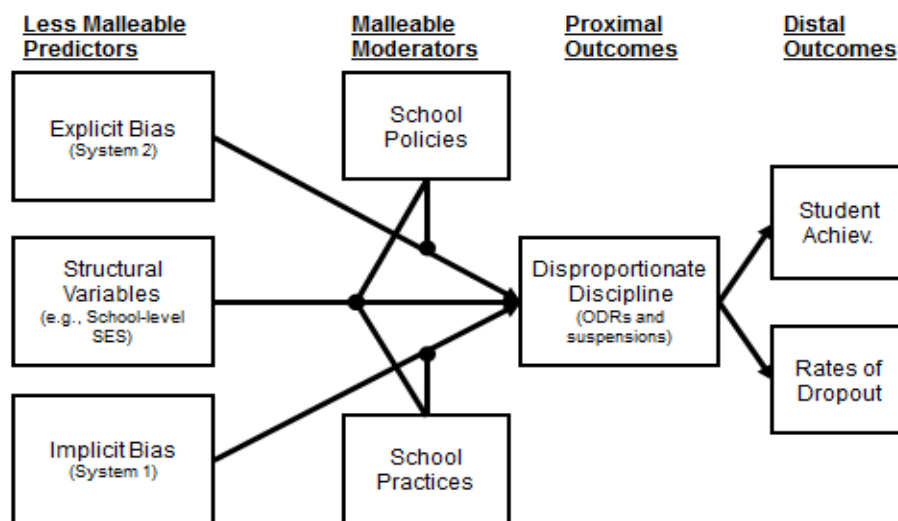 Less Malleable
Predictors
Malleable
Moderators
Proximal
Outcomes
Distal
Outcomes
Explicit Bias
(System 2)
School
Policies
Structural
Variables
(e.g., School-level
SES)
Disproportionate
Discipline
(ODRs and
suspensions)
Student
Achiev.
Rates of
Dropout
Implicit Bias
(System 1)
School
Practices